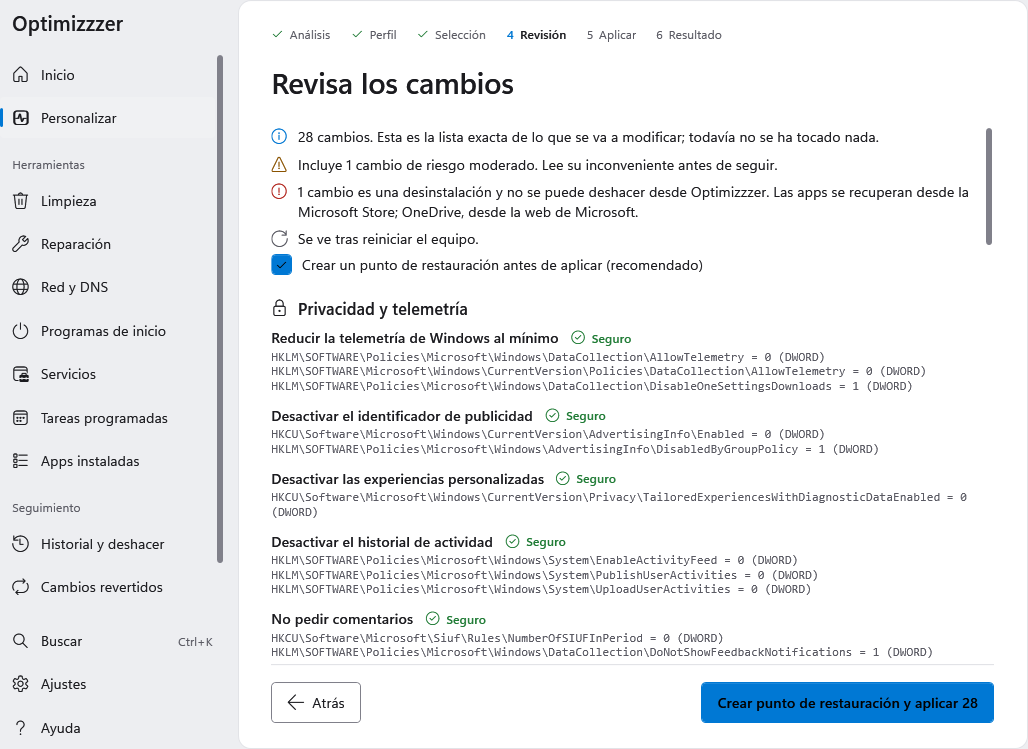 Optimizzzer
Inicio
Personalizar
Herramientas
Limpieza
Reparación
Red y DNS
Programas de inicio
Servicios
Tareas programadas
Apps instaladas
Seguimiento
Historial y deshacer
Cambios revertidos
Buscar Ctrl+K
Ajustes
Ayuda
Análisis Perfil Selección 4 Revisión 5 Aplicar 6 Resultado
Revisa los cambios
28 cambios. Esta es la lista exacta de lo que se va a modificar; todavía no se ha tocado nada.
Incluye 1 cambio de riesgo moderado. Lee su inconveniente antes de seguir.
1 cambio es una desinstalación y no se puede deshacer desde Optimizzzer. Las apps se recuperan desde la
Microsoft Store; OneDrive, desde la web de Microsoft.
Se ve tras reiniciar el equipo.
Crear un punto de restauración antes de aplicar (recomendado)
Privacidad y telemetría
Reducir la telemetría de Windows al mínimo Seguro
HKLM\SOFTWARE\Policies\Microsoft\Windows\DataCollection\AllowTelemetry = 0 (DWORD)
HKLM\SOFTWARE\Microsoft\Windows\CurrentVersion\Policies\DataCollection\AllowTelemetry = 0 (DWORD)
HKLM\SOFTWARE\Policies\Microsoft\Windows\DataCollection\DisableOneSettingsDownloads = 1 (DWORD)
Desactivar el identificador de publicidad Seguro
HKCU\Software\Microsoft\Windows\CurrentVersion\AdvertisingInfo\Enabled = 0 (DWORD)
HKLM\SOFTWARE\Policies\Microsoft\Windows\AdvertisingInfo\DisabledByGroupPolicy = 1 (DWORD)
Desactivar las experiencias personalizadas Seguro
HKCU\Software\Microsoft\Windows\CurrentVersion\Privacy\TailoredExperiencesWithDiagnosticDataEnabled = 0
(DWORD)
Desactivar el historial de actividad Seguro
HKLM\SOFTWARE\Policies\Microsoft\Windows\System\EnableActivityFeed = 0 (DWORD)
HKLM\SOFTWARE\Policies\Microsoft\Windows\System\PublishUserActivities = 0 (DWORD)
HKLM\SOFTWARE\Policies\Microsoft\Windows\System\UploadUserActivities = 0 (DWORD)
No pedir comentarios Seguro
HKCU\Software\Microsoft\Siuf\Rules\NumberOfSIUFInPeriod = 0 (DWORD)
HKLM\SOFTWARE\Policies\Microsoft\Windows\DataCollection\DoNotShowFeedbackNotifications = 1 (DWORD)
Atrás
Crear punto de restauración y aplicar 28